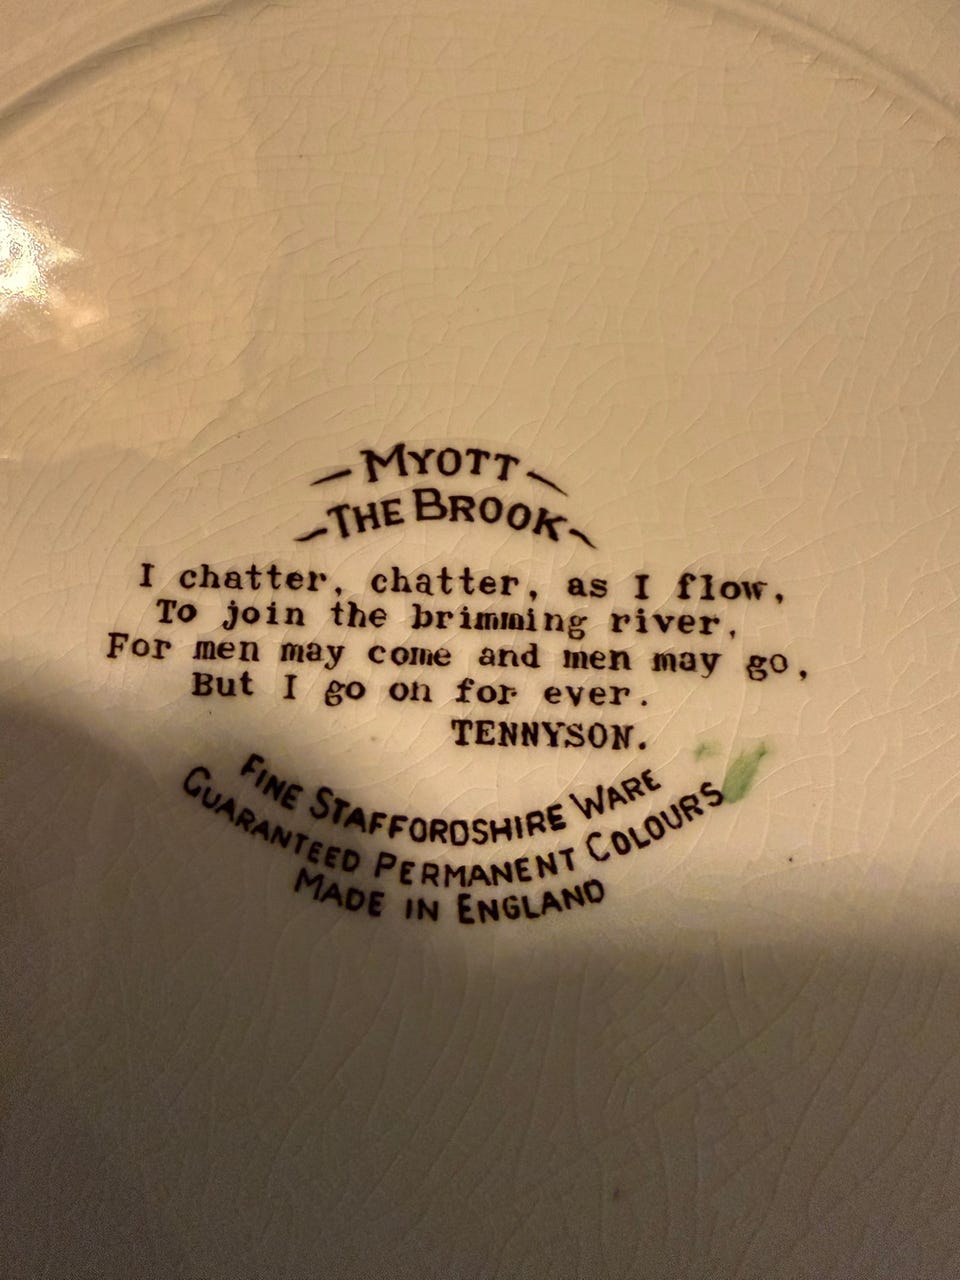 MYOTT
THE BROOK
I chatter, chatter, as I flow,
To join the brimming river,
For men may come and men may go,
But I go on for ever.
TENNYSON.
FINE STAFFORDSHIRE WARE
GUARANTEED PERMANENT COLOURS
MADE IN ENGLAND